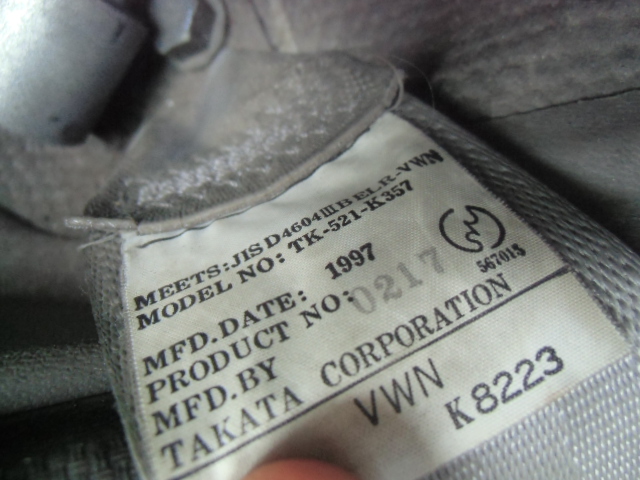 MEETS:JIS D4604ⅢB ELR-VWN
MODEL NO: TK-521-K357
MFD.DATE: 1997
PRODUCT NO: 0217
567013
MFD.BY
TAKATA CORPORATION
VWN
K8223